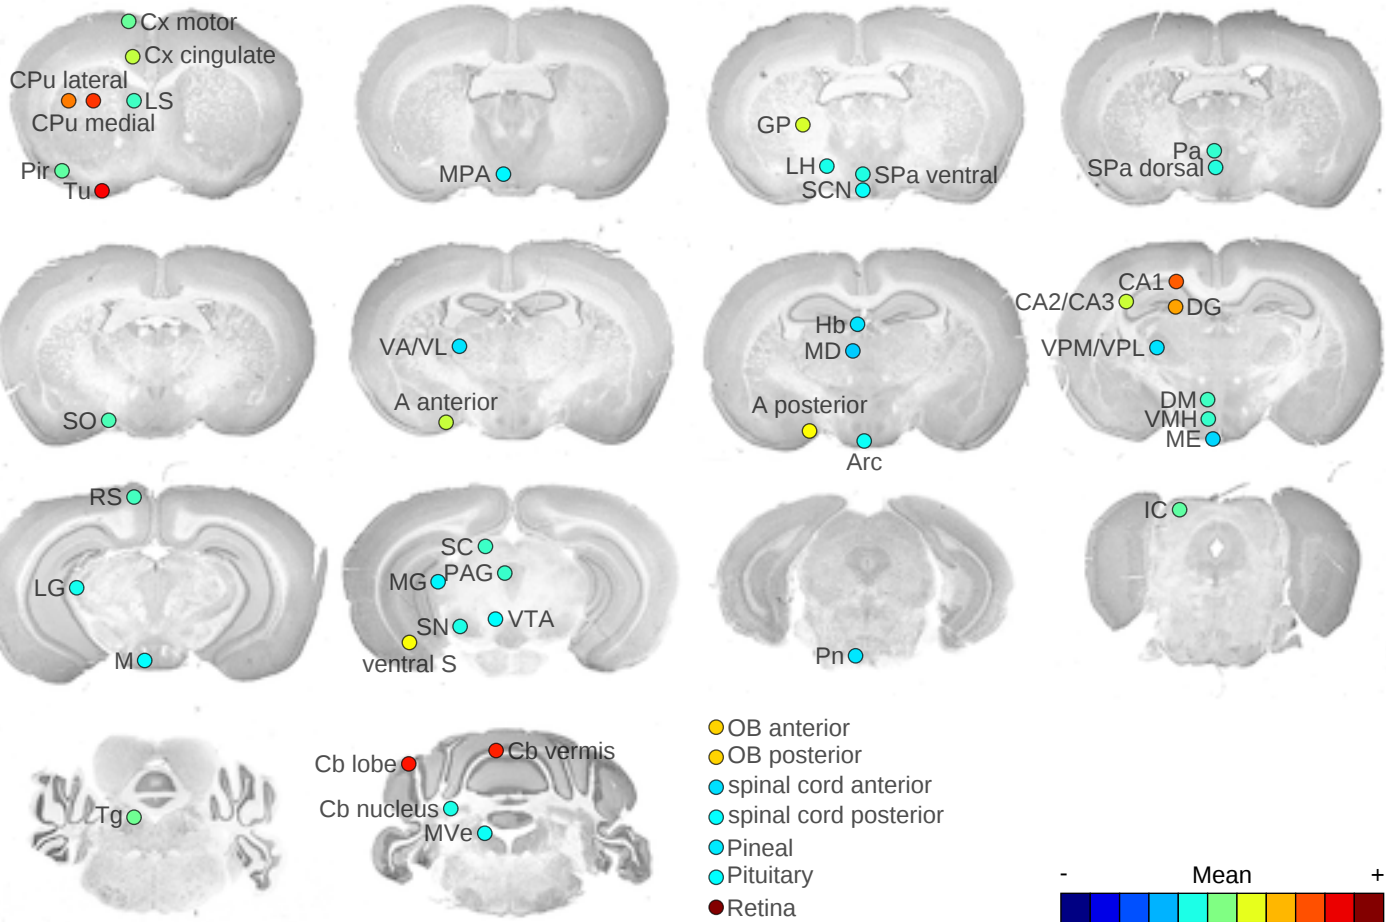 Cx motor
Cx cingulate
CPu lateral
LS
CPu medial
Pir
Tu
MPA
GP
LH
SPa ventral
SCN
Pa
SPa dorsal
SO
VA/VL
A anterior
Hb
MD
A posterior
Arc
CA1
CA2/CA3
DG
VPM/VPL
DM
VMH
ME
RS
LG
M
SC
PAG
MG
VTA
SN
ventral S
Pn
IC
Tg
Cb lobe
Cb vermis
Cb nucleus
MVe
OB anterior
OB posterior
spinal cord anterior
spinal cord posterior
Pineal
Pituitary
Retina
- Mean +